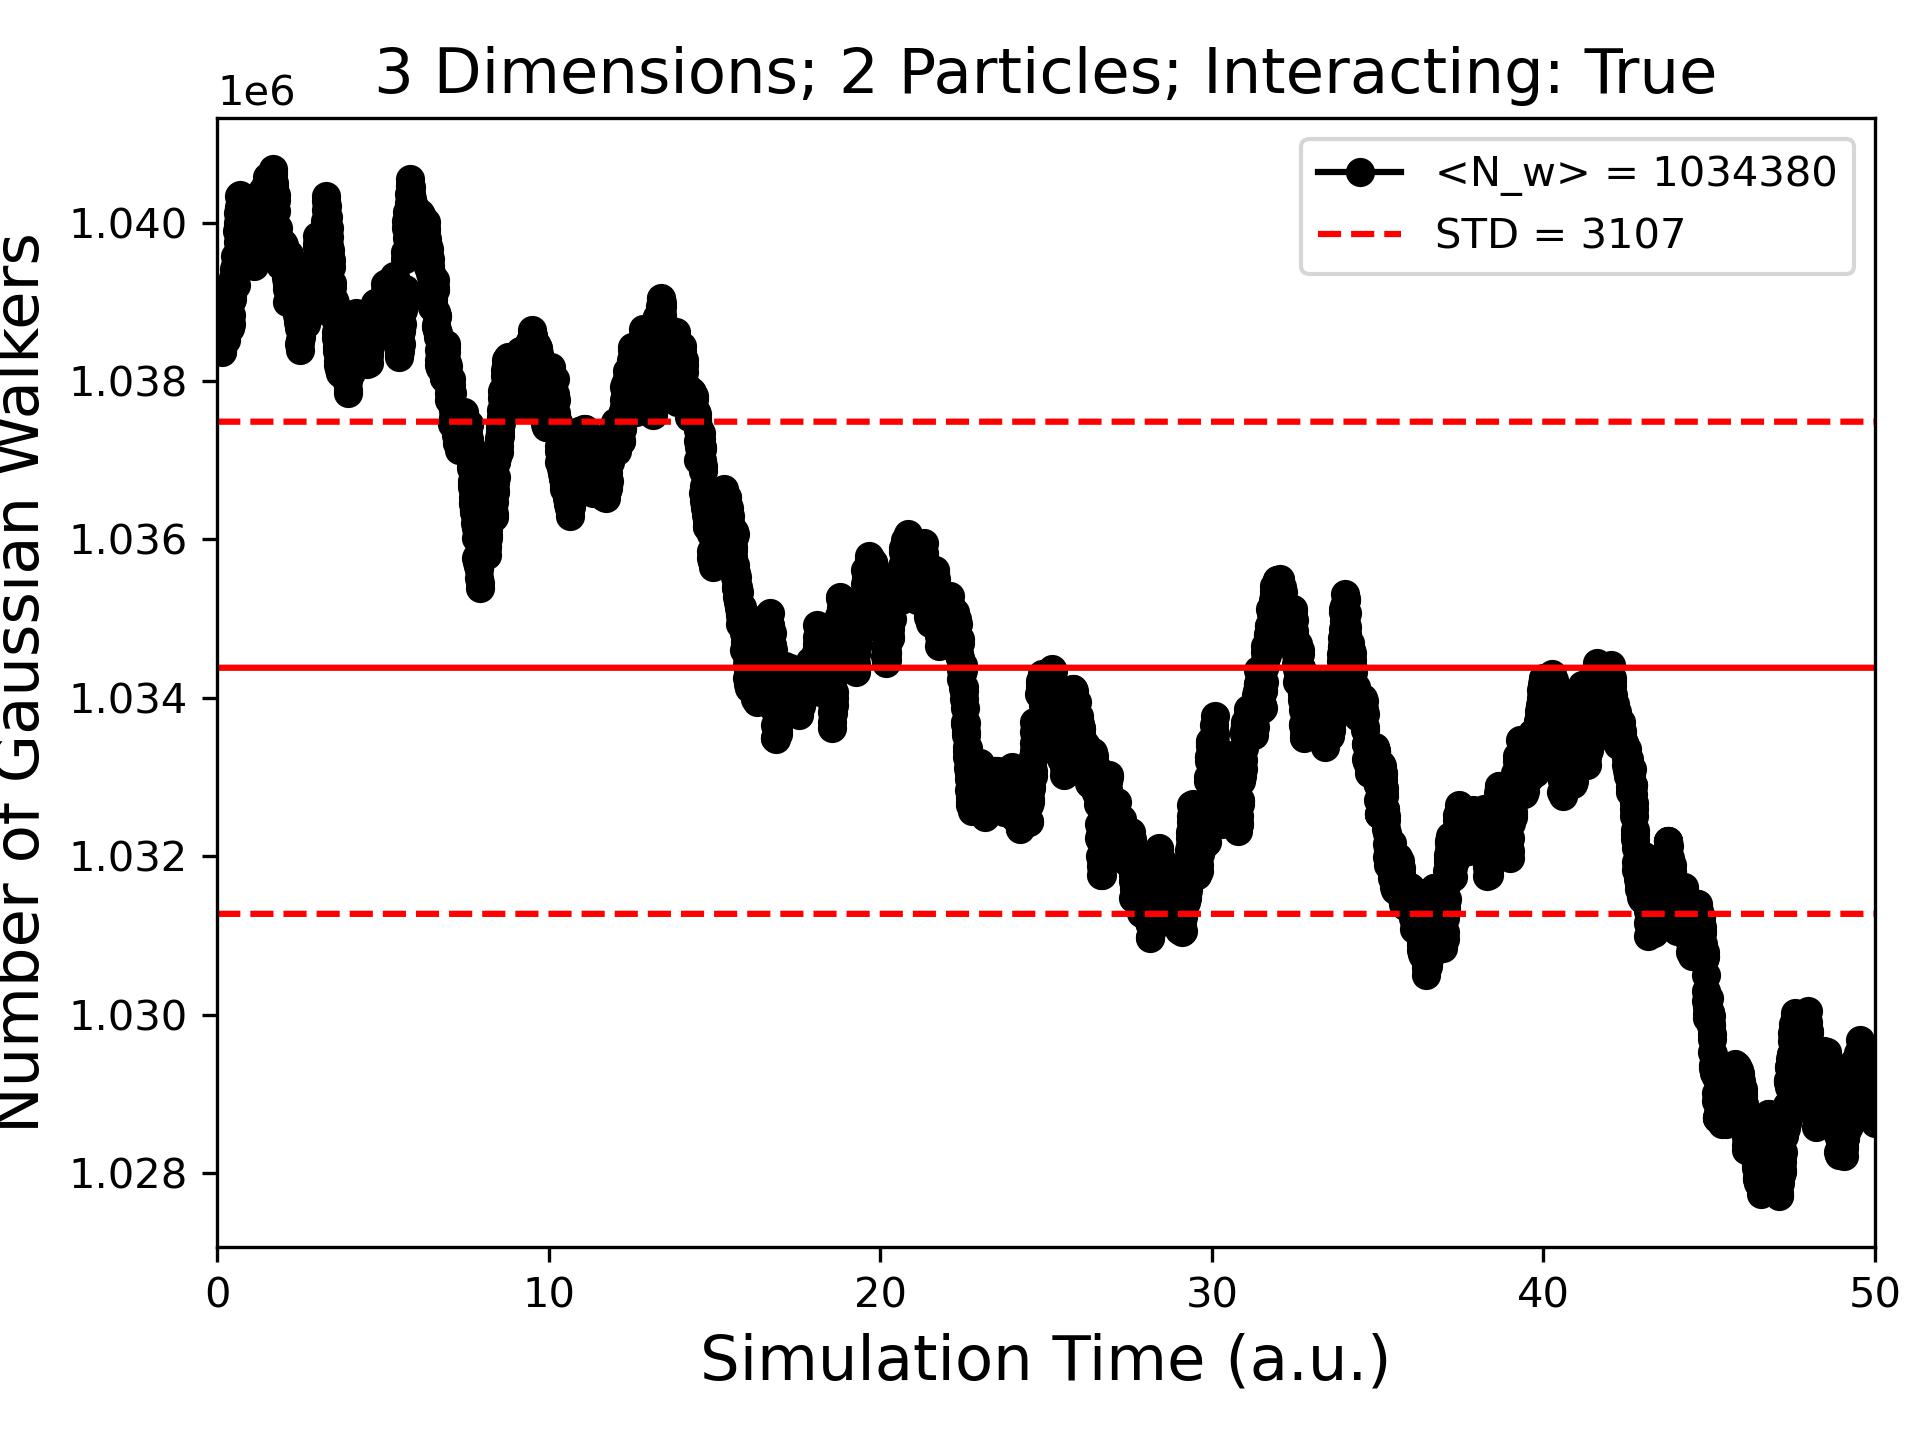 3 Dimensions; 2 Particles; Interacting: True
1e6
<N_w> = 1034380
STD = 3107
Number of Gaussian Walkers
1.040
1.038
1.036
1.034
1.032
1.030
1.028
0 10 20 30 40 50
Simulation Time (a.u.)